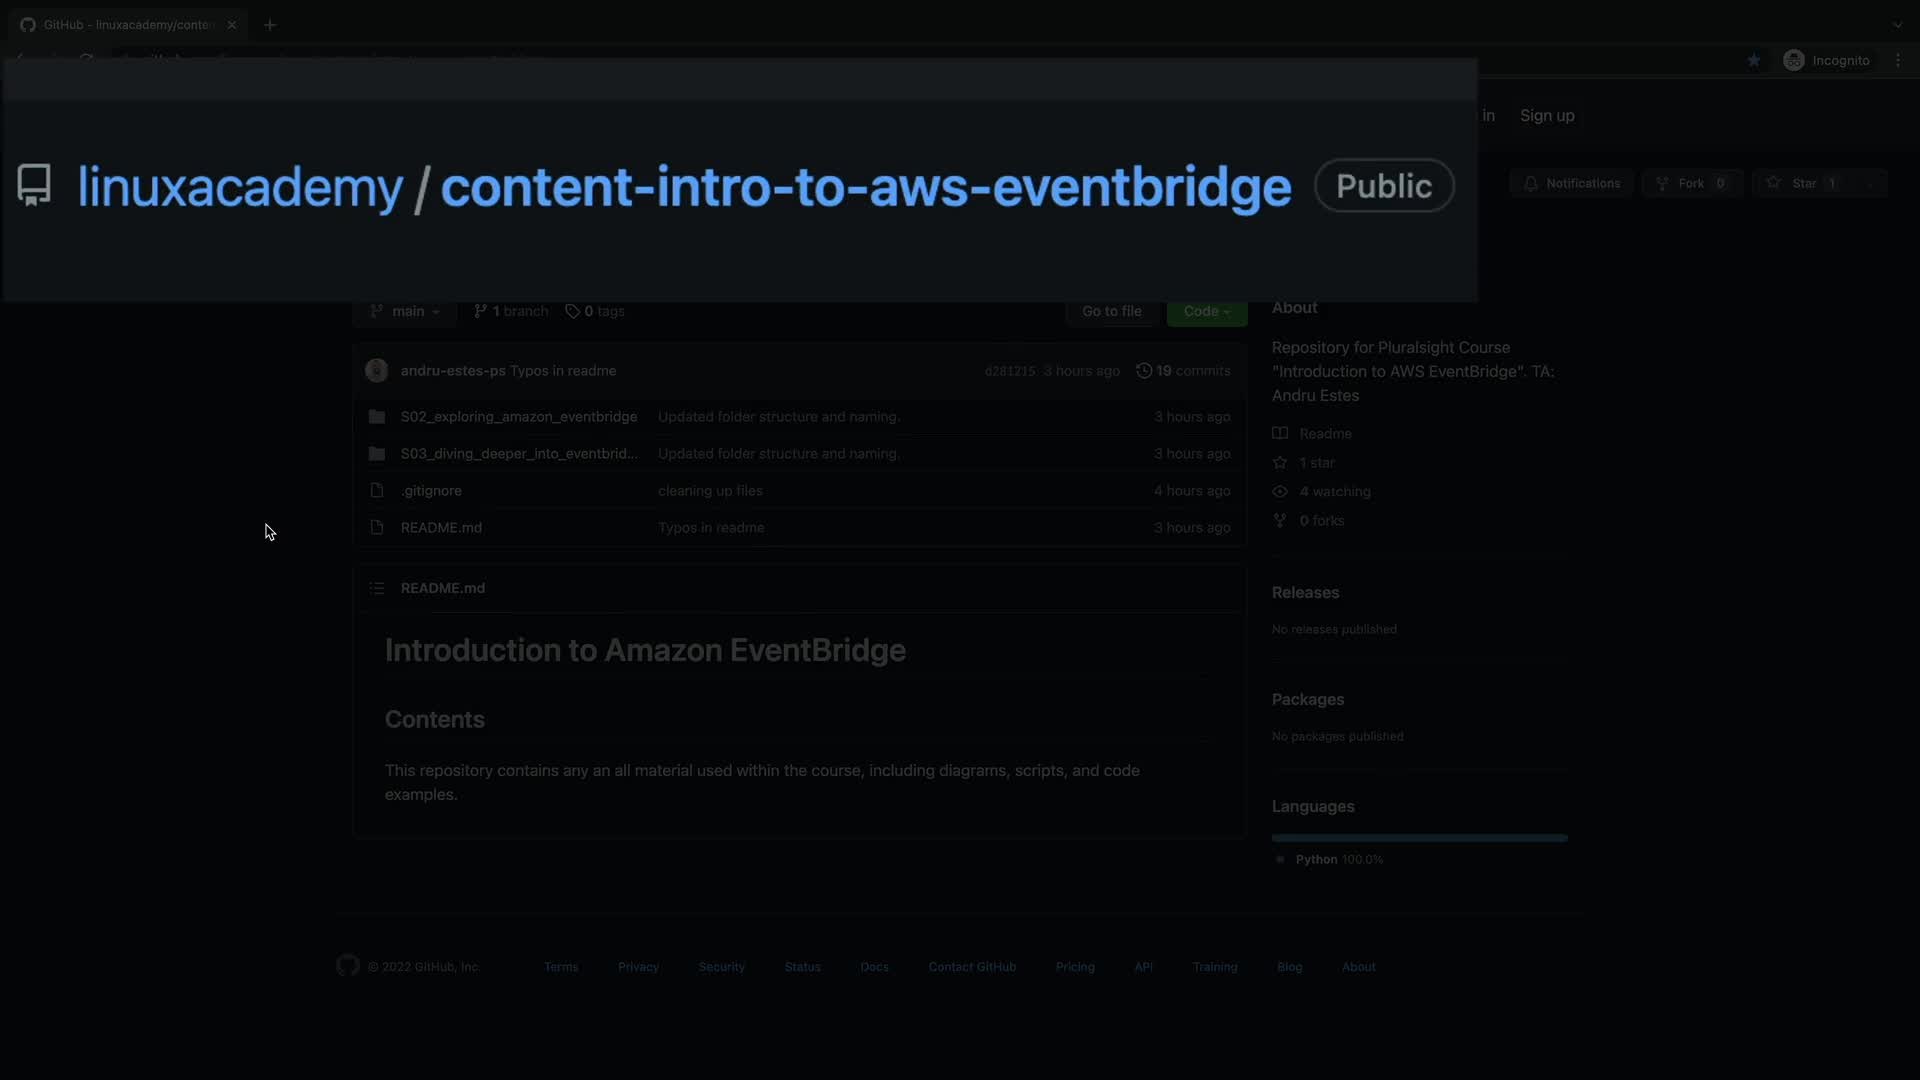 GitHub - linuxacademy/conten
Incognito
in Sign up
linuxacademy / content-intro-to-aws-eventbridge Public
Notifications Fork 0 Star 1
main 1 branch 0 tags Go to file Code
andru-estes-ps Typos in readme d281215 3 hours ago 19 commits
S02_exploring_amazon_eventbridge Updated folder structure and naming. 3 hours ago
S03_diving_deeper_into_eventbrid... Updated folder structure and naming. 3 hours ago
.gitignore cleaning up files 4 hours ago
README.md Typos in readme 3 hours ago
README.md
Introduction to Amazon EventBridge
Contents
This repository contains any an all material used within the course, including diagrams, scripts, and code
examples.
About
Repository for Pluralsight Course
"Introduction to AWS EventBridge". TA:
Andru Estes
Readme
1 star
4 watching
0 forks
Releases
No releases published
Packages
No packages published
Languages
Python 100.0%
© 2022 GitHub, Inc. Terms Privacy Security Status Docs Contact GitHub Pricing API Training Blog About